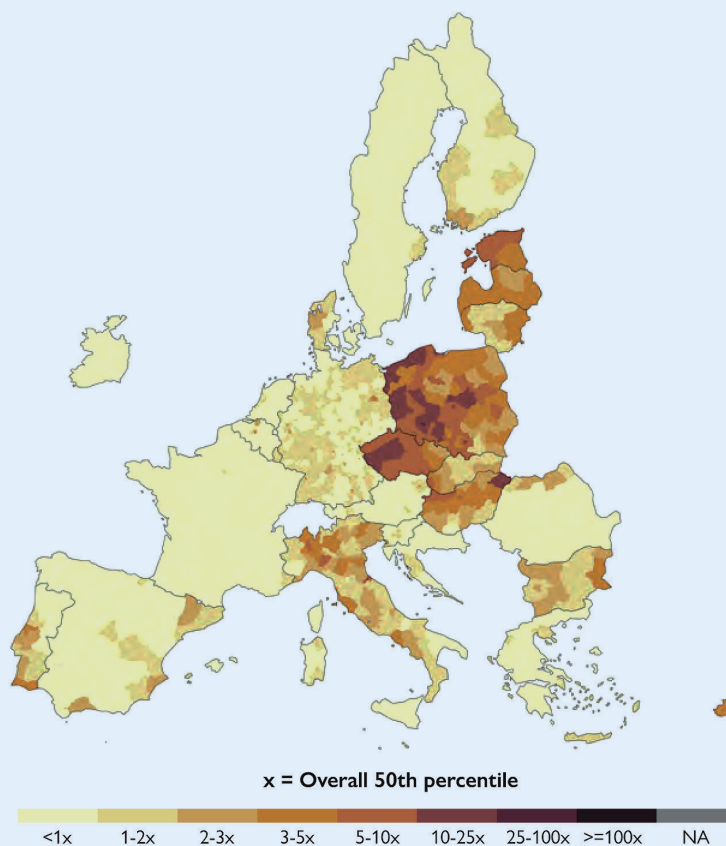 x = Overall 50th percentile
<1x 1-2x 2-3x 3-5x 5-10x 10-25x 25-100x >=100x NA